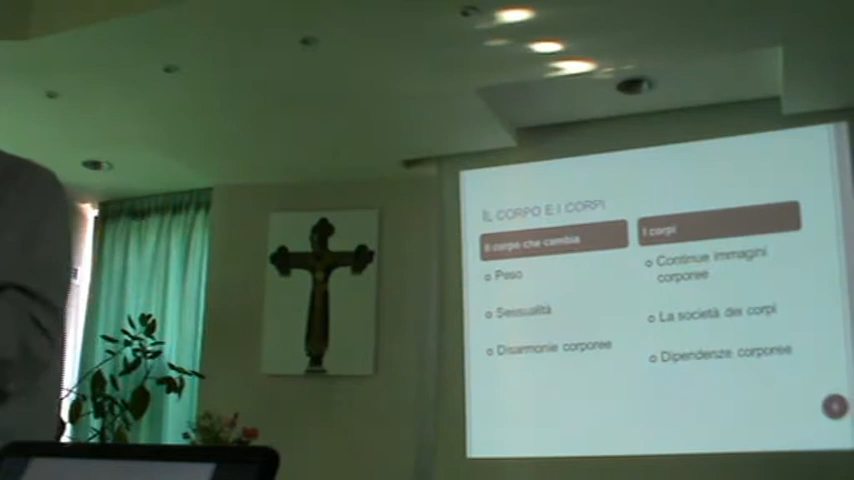 IL CORPO E I CORPI
Il corpo che cambia
Peso
Sessualità
Disarmonie corporee
I corpi
Continue immagini
corporee
La società dei corpi
Dipendenze corporee